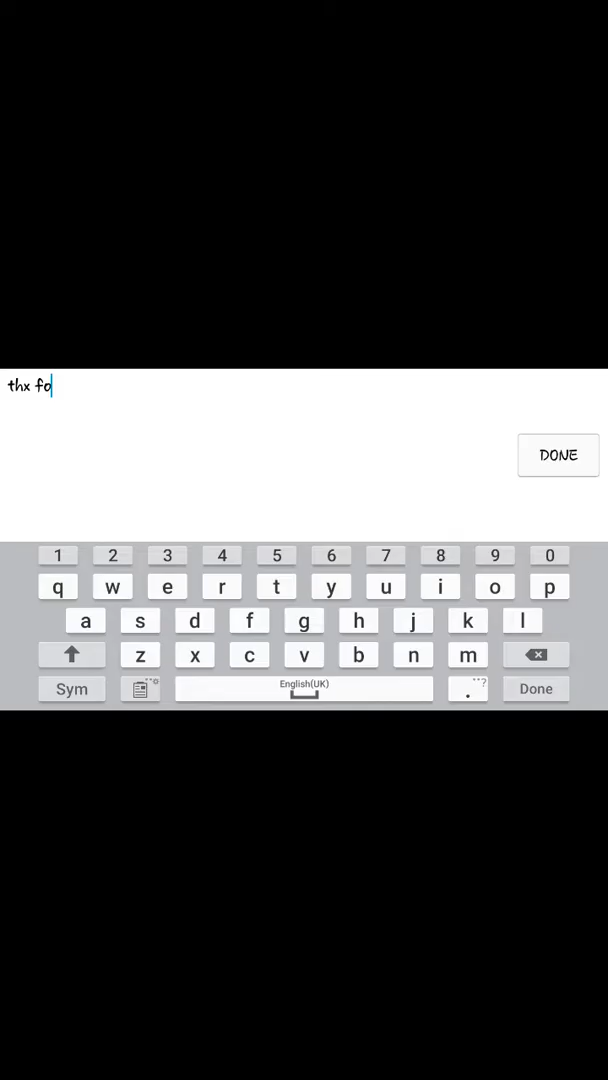 thx fo
DONE
1 2 3 4 5 6 7 8 9 0
q w e r t y u i o p
a s d f g h j k l
z x c v b n m
Sym English(UK) . ...? Done